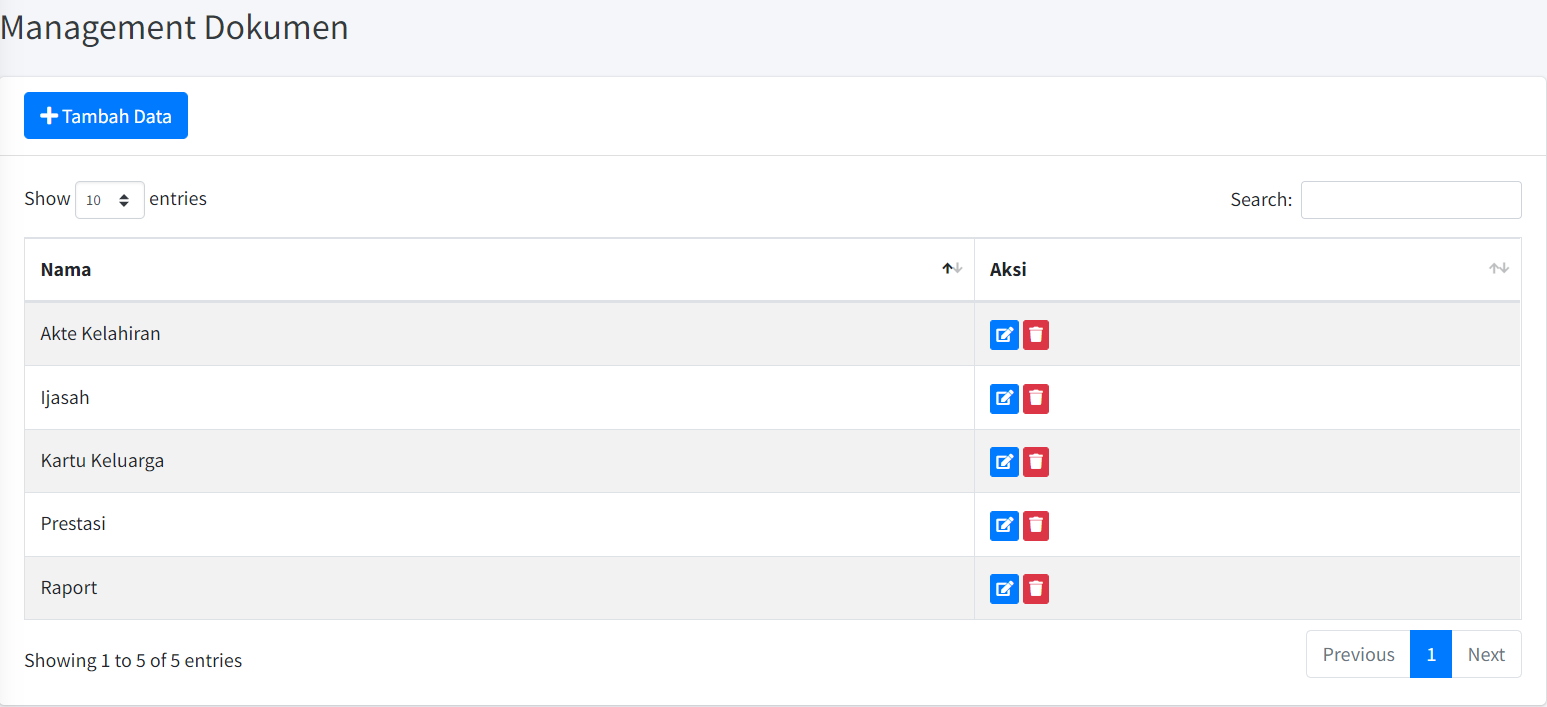 Management Dokumen
Tambah Data
Show 10 entries
Search:
Nama Aksi
Akte Kelahiran
Ijasah
Kartu Keluarga
Prestasi
Raport
Showing 1 to 5 of 5 entries
Previous 1 Next